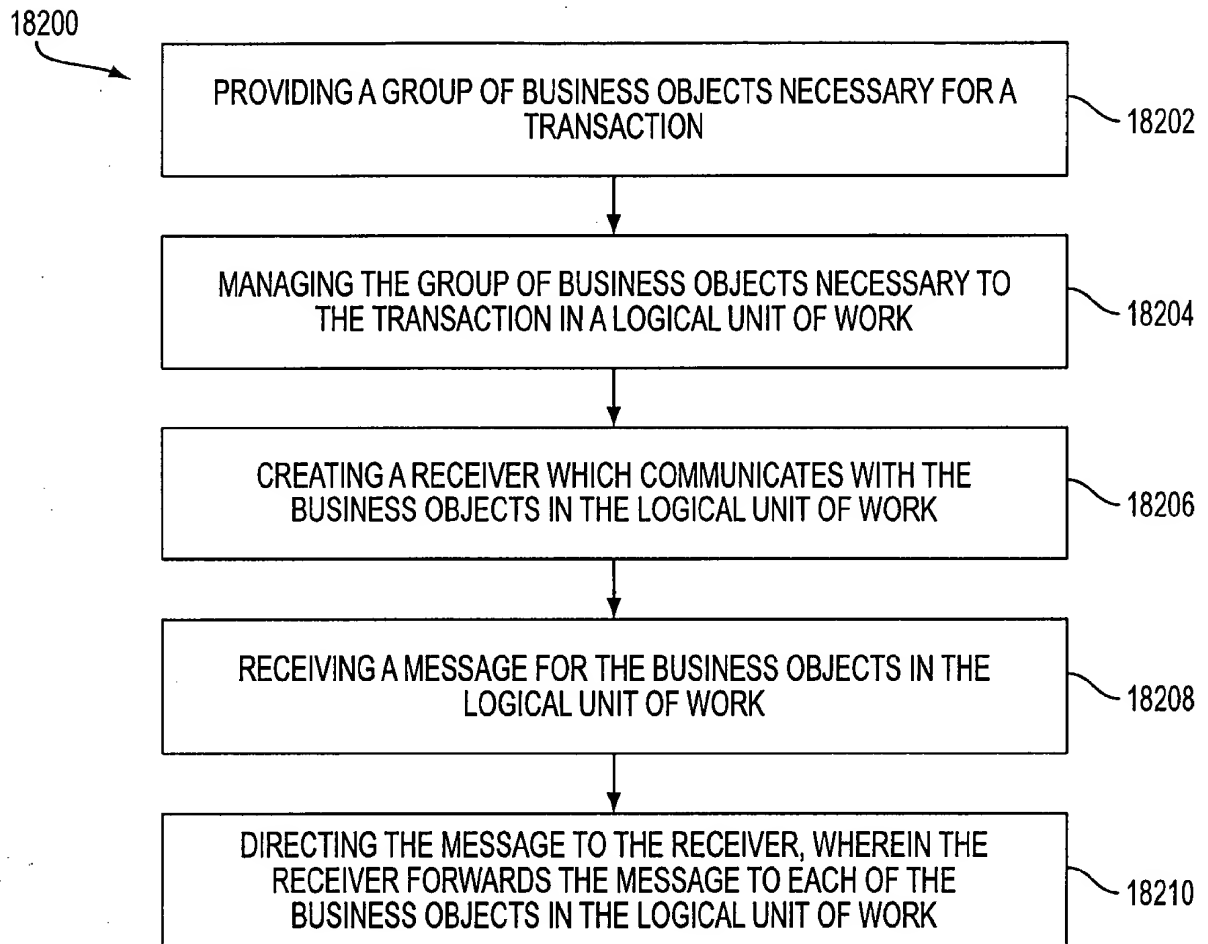 18200
PROVIDING A GROUP OF BUSINESS OBJECTS NECESSARY FOR A
TRANSACTION
18202
MANAGING THE GROUP OF BUSINESS OBJECTS NECESSARY TO
THE TRANSACTION IN A LOGICAL UNIT OF WORK
18204
CREATING A RECEIVER WHICH COMMUNICATES WITH THE
BUSINESS OBJECTS IN THE LOGICAL UNIT OF WORK
18206
RECEIVING A MESSAGE FOR THE BUSINESS OBJECTS IN THE
LOGICAL UNIT OF WORK
18208
DIRECTING THE MESSAGE TO THE RECEIVER, WHEREIN THE
RECEIVER FORWARDS THE MESSAGE TO EACH OF THE
BUSINESS OBJECTS IN THE LOGICAL UNIT OF WORK
18210